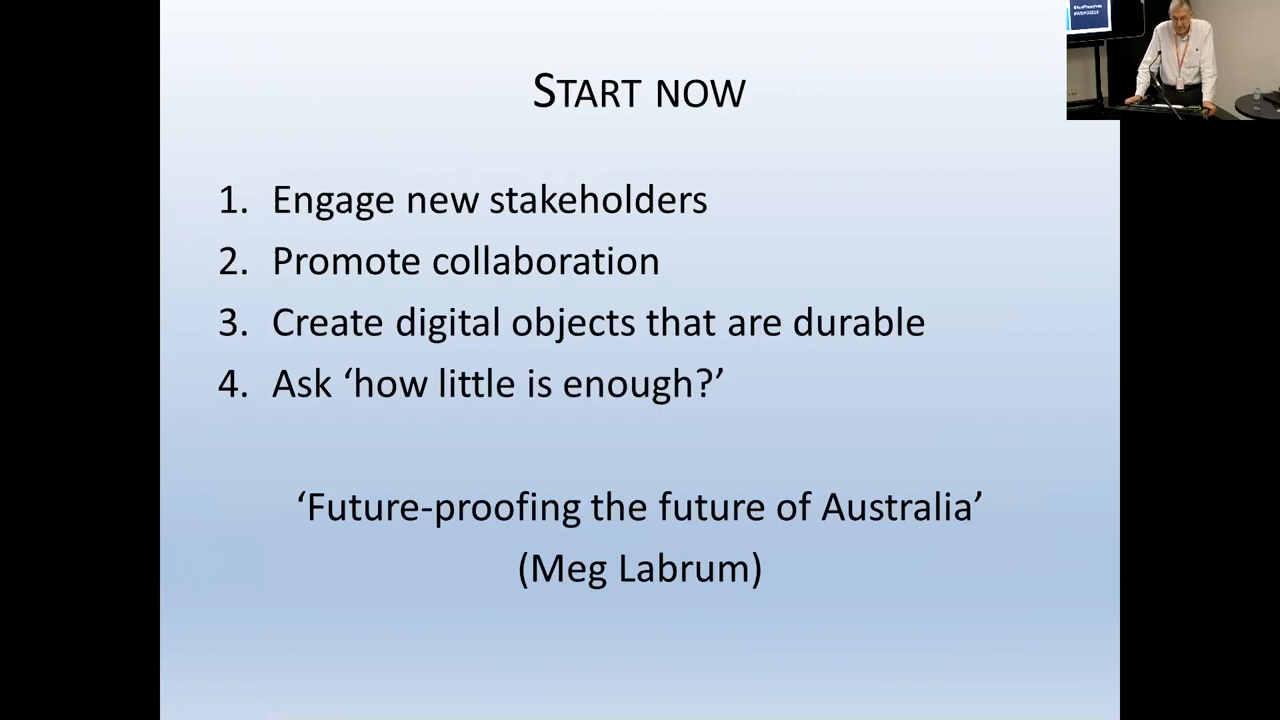 START NOW
1. Engage new stakeholders
2. Promote collaboration
3. Create digital objects that are durable
4. Ask ‘how little is enough?’
‘Future-proofing the future of Australia’
(Meg Labrum)